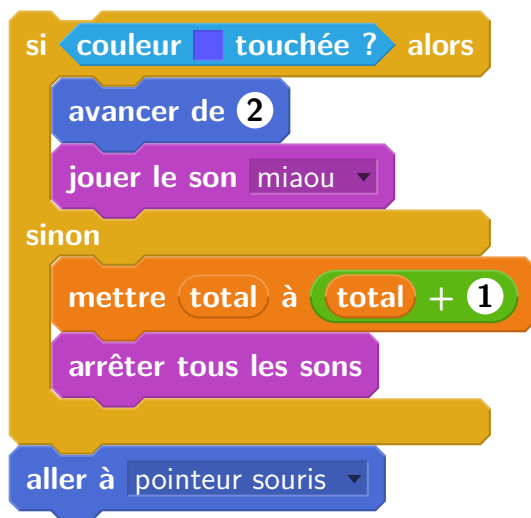 si couleur touchée ? alors
avancer de 2
jouer le son miaou
sinon
mettre total à total + 1
arrêter tous les sons
aller à pointeur souris